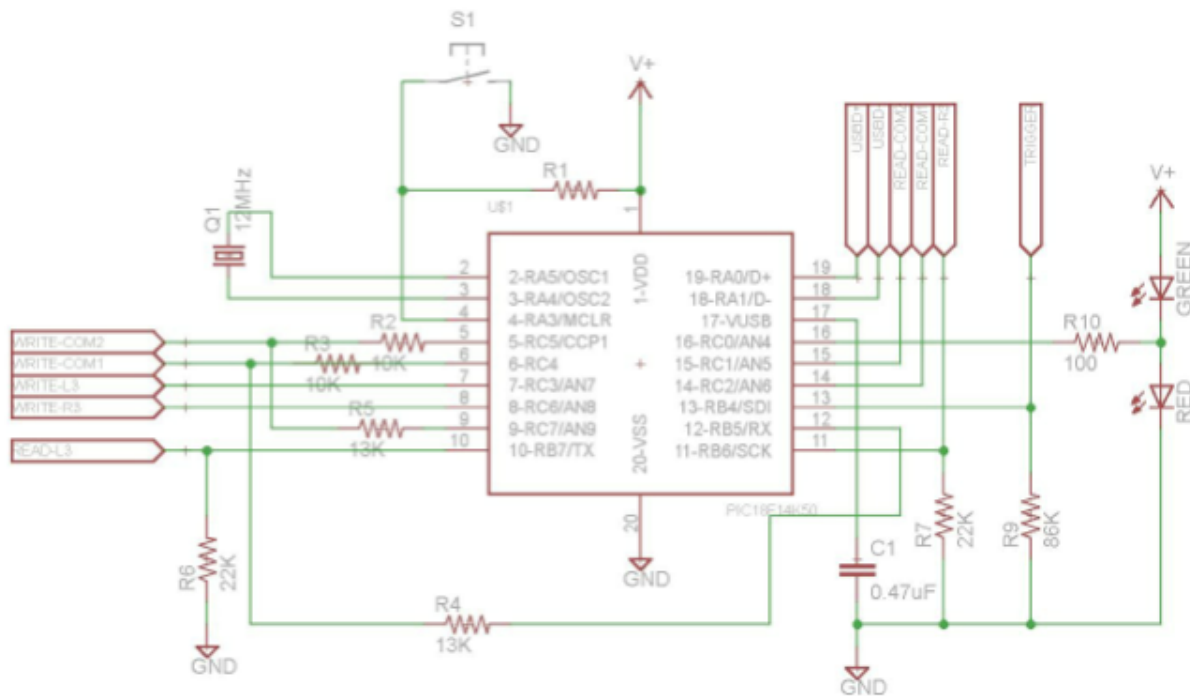 S1
V+
GND
R1
U$1
1
Q1
12MHz
USBD+
USBD-
READ-COM2
READ-COM1
READ-R3
TRIGGER
V+
GREEN
RED
2
3
4
5
6
7
8
9
10
2-RA5/OSC1
3-RA4/OSC2
4-RA3/MCLR
5-RC5/CCP1
6-RC4
7-RC3/AN7
8-RC6/AN8
9-RC7/AN9
10-RB7/TX
1-VDD
20-VSS
19-RA0/D+
18-RA1/D-
17-VUSB
16-RC0/AN4
15-RC1/AN5
14-RC2/AN6
13-RB4/SDI
12-RB5/RX
11-RB6/SCK
19
18
17
16
15
14
13
12
11
WRITE-COM2
WRITE-COM1
WRITE-L3
WRITE-R3
READ-L3
R2
10K
R3
10K
R5
13K
R10
100
PIC18F14K50
20
GND
R6
22K
GND
R4
13K
C1
0.47uF
R7
22K
R9
86K
GND